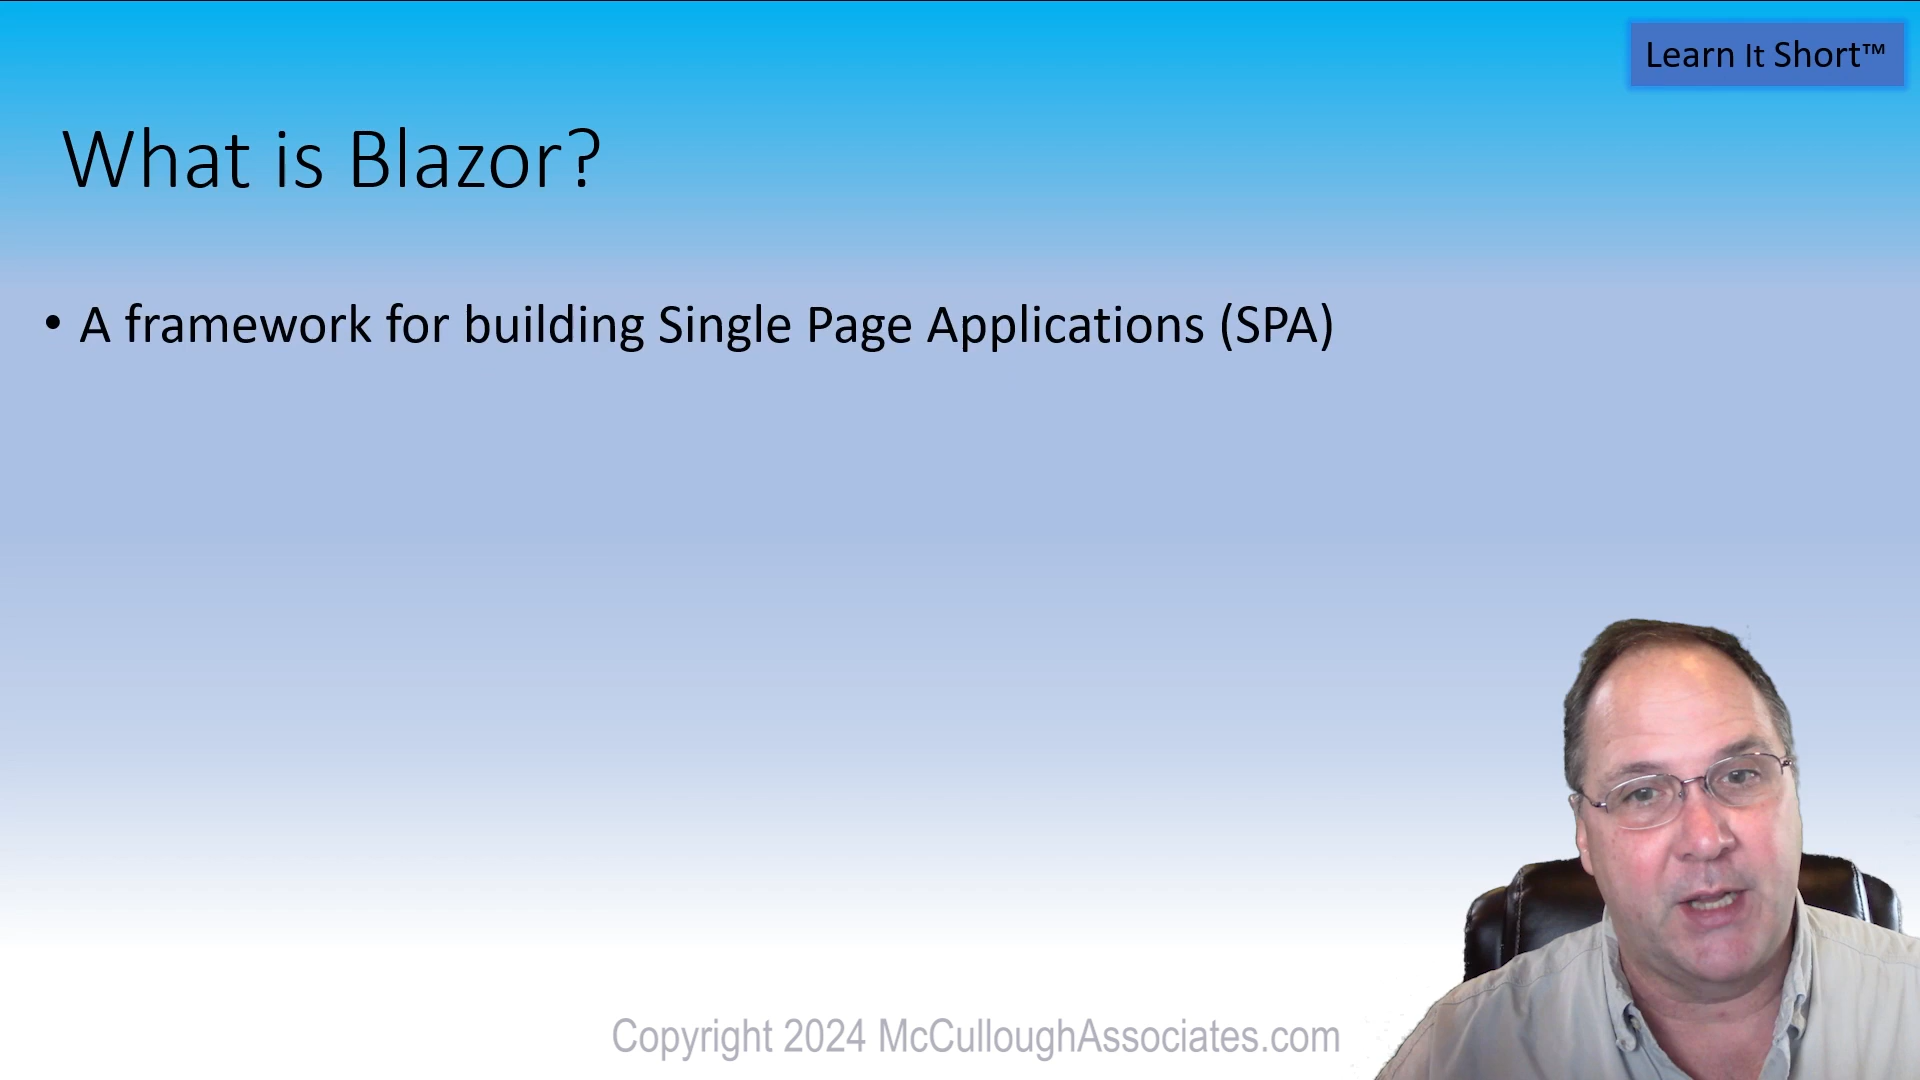 Learn It Short™
What is Blazor?
• A framework for building Single Page Applications (SPA)
Copyright 2024 McCulloughAssociates.com